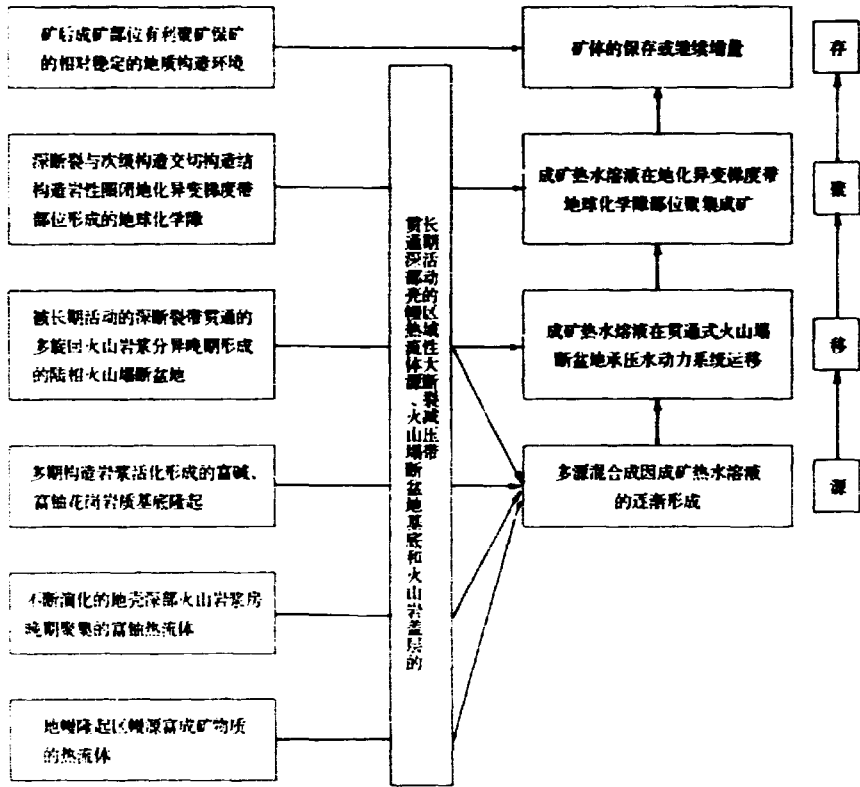 矿后成矿部位有利聚矿保矿
的相对稳定的地质构造环境
深断裂与次级构造交切构造结
构造岩性圈闭地化异变梯度带
部位形成的地球化学障
被长期活动的深断裂带贯通的
多旋回火山岩浆分异晚期形成
的陆相火山塌断盆地
多期构造岩浆活化形成的富碱、
富铀花岗岩质基底隆起
不断演化的地壳深部火山岩浆房
晚期聚集的富铀热流体
地幔隆起区幔源富成矿物质
的热流体
长期活动的区域性大断裂减压带
贯通深部壳幔热流体源、火山塌断盆地基底和火山岩盖层的
矿体的保存或继续增量
成矿热水溶液在地化异变梯度带
地球化学障部位聚集成矿
成矿热水溶液在贯通式火山塌
断盆地承压水动力系统运移
多源混合成因成矿热水溶液
的逐渐形成
存
聚
移
源